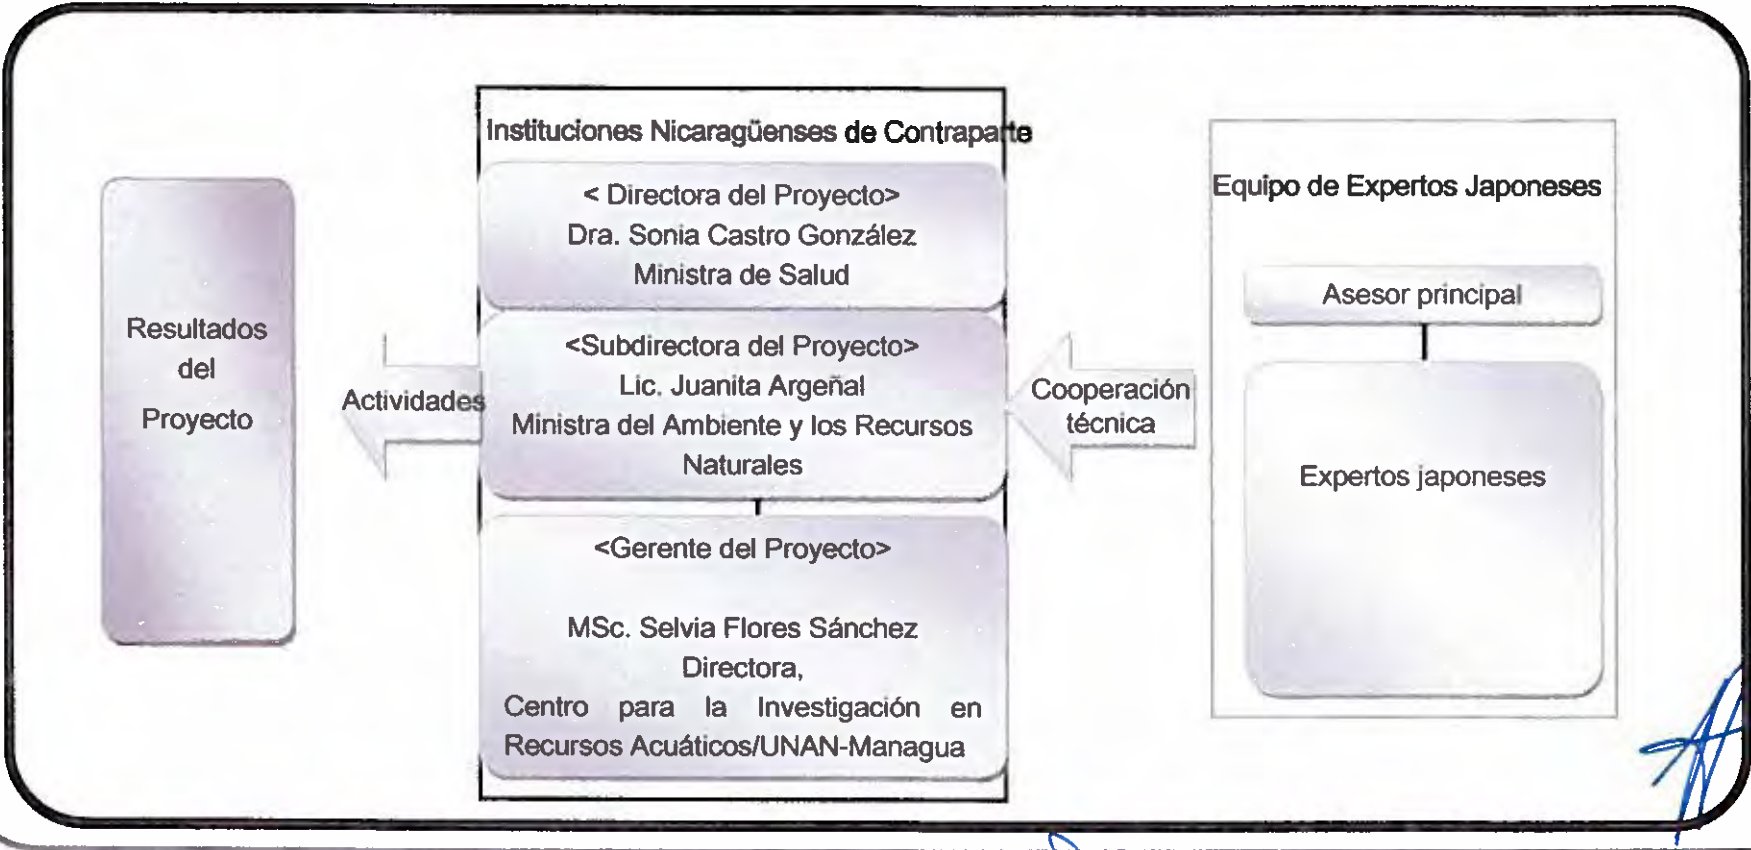 Resultados
del
Proyecto
Actividades
Instituciones Nicaragüenses de Contraparte
< Directora del Proyecto>
Dra. Sonia Castro González
Ministra de Salud
<Subdirectora del Proyecto>
Lic. Juanita Argeñal
Ministra del Ambiente y los Recursos
Naturales
<Gerente del Proyecto>
MSc. Selvia Flores Sánchez
Directora,
Centro para la Investigación en
Recursos Acuáticos/UNAN-Managua
Cooperación
técnica
Equipo de Expertos Japoneses
Asesor principal
Expertos japoneses